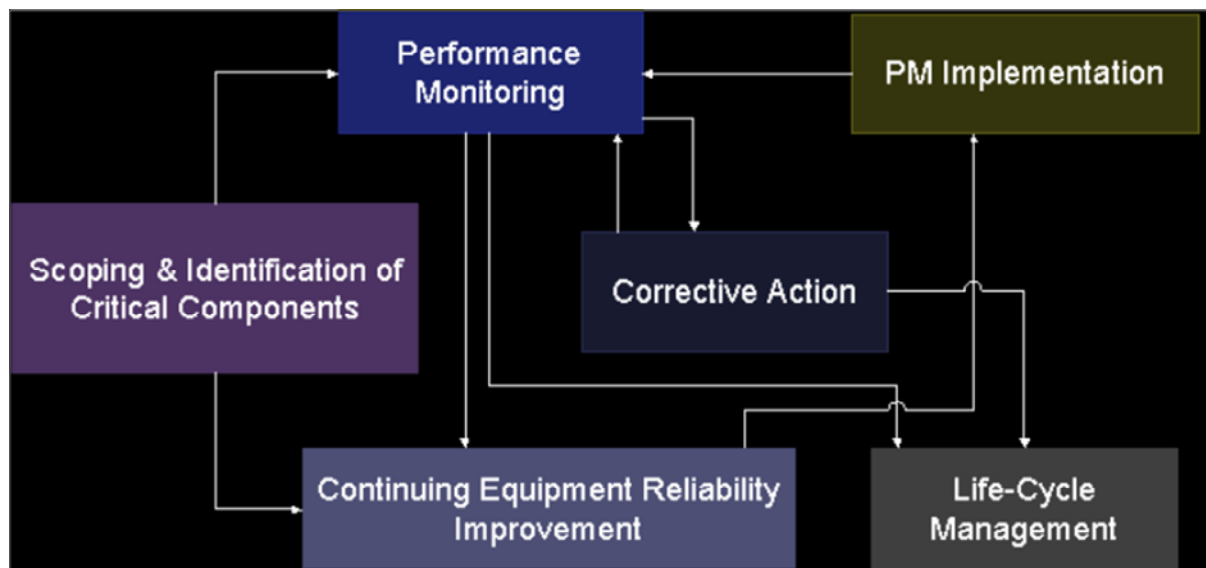 Performance
Monitoring
PM Implementation
Scoping & Identification of
Critical Components
Corrective Action
Continuing Equipment Reliability
Improvement
Life-Cycle
Management